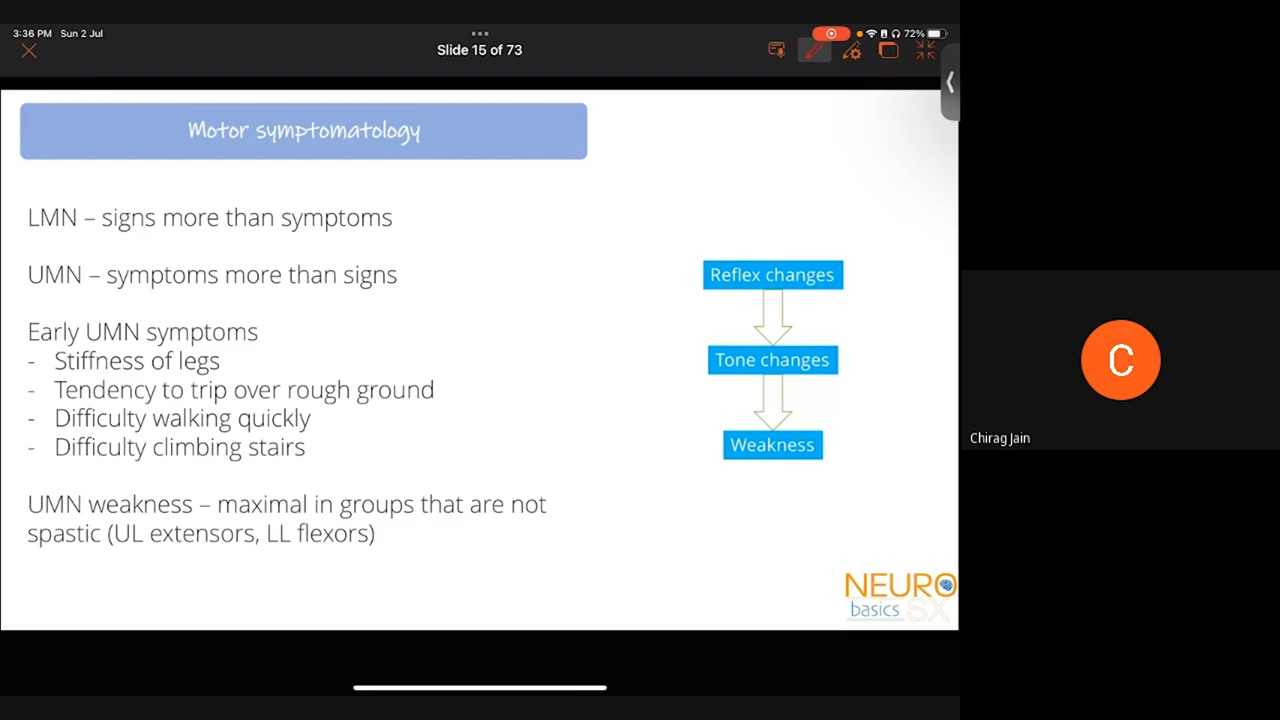 3:36 PM Sun 2 Jul
72%
Slide 15 of 73
Motor symptomatology
LMN – signs more than symptoms
UMN – symptoms more than signs
Early UMN symptoms
- Stiffness of legs
- Tendency to trip over rough ground
- Difficulty walking quickly
- Difficulty climbing stairs
UMN weakness – maximal in groups that are not
spastic (UL extensors, LL flexors)
Reflex changes
Tone changes
Weakness
NEURO
basics SX
C
Chirag Jain